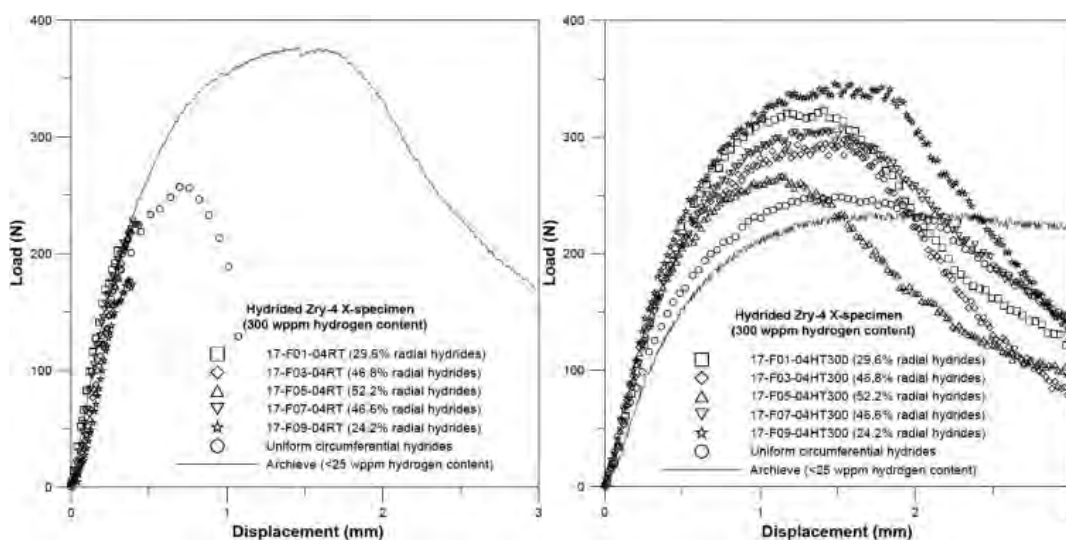 400
300
200
100
0
Load (N)
Hydrided Zry-4 X-specimen
(300 wppm hydrogen content)
17-F01-04RT (29.6% radial hydrides)
17-F03-04RT (46.8% radial hydrides)
17-F05-04RT (52.2% radial hydrides)
17-F07-04RT (46.6% radial hydrides)
17-F09-04RT (24.2% radial hydrides)
Uniform circumferential hydrides
Archieve (<25 wppm hydrogen content)
0 1 2 3
Displacement (mm)
400
300
200
100
0
Load (N)
Hydrided Zry-4 X-specimen
(300 wppm hydrogen content)
17-F01-04HT300 (29.6% radial hydrides)
17-F03-04HT300 (46.8% radial hydrides)
17-F05-04HT300 (52.2% radial hydrides)
17-F07-04HT300 (46.6% radial hydrides)
17-F09-04HT300 (24.2% radial hydrides)
Uniform circumferential hydrides
Archieve (<25 wppm hydrogen content)
0 1 2
Displacement (mm)